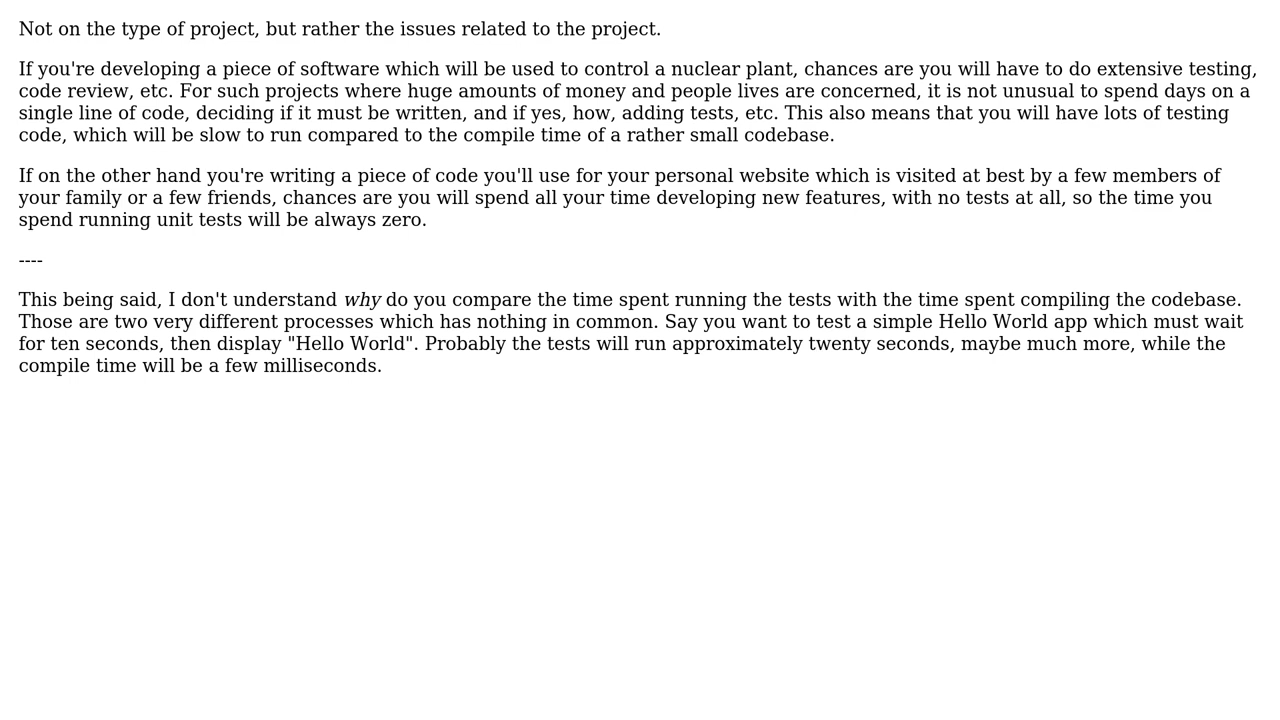 Not on the type of project, but rather the issues related to the project.
If you're developing a piece of software which will be used to control a nuclear plant, chances are you will have to do extensive testing,
code review, etc. For such projects where huge amounts of money and people lives are concerned, it is not unusual to spend days on a
single line of code, deciding if it must be written, and if yes, how, adding tests, etc. This also means that you will have lots of testing
code, which will be slow to run compared to the compile time of a rather small codebase.
If on the other hand you're writing a piece of code you'll use for your personal website which is visited at best by a few members of
your family or a few friends, chances are you will spend all your time developing new features, with no tests at all, so the time you
spend running unit tests will be always zero.
----
This being said, I don't understand why do you compare the time spent running the tests with the time spent compiling the codebase.
Those are two very different processes which has nothing in common. Say you want to test a simple Hello World app which must wait
for ten seconds, then display "Hello World". Probably the tests will run approximately twenty seconds, maybe much more, while the
compile time will be a few milliseconds.